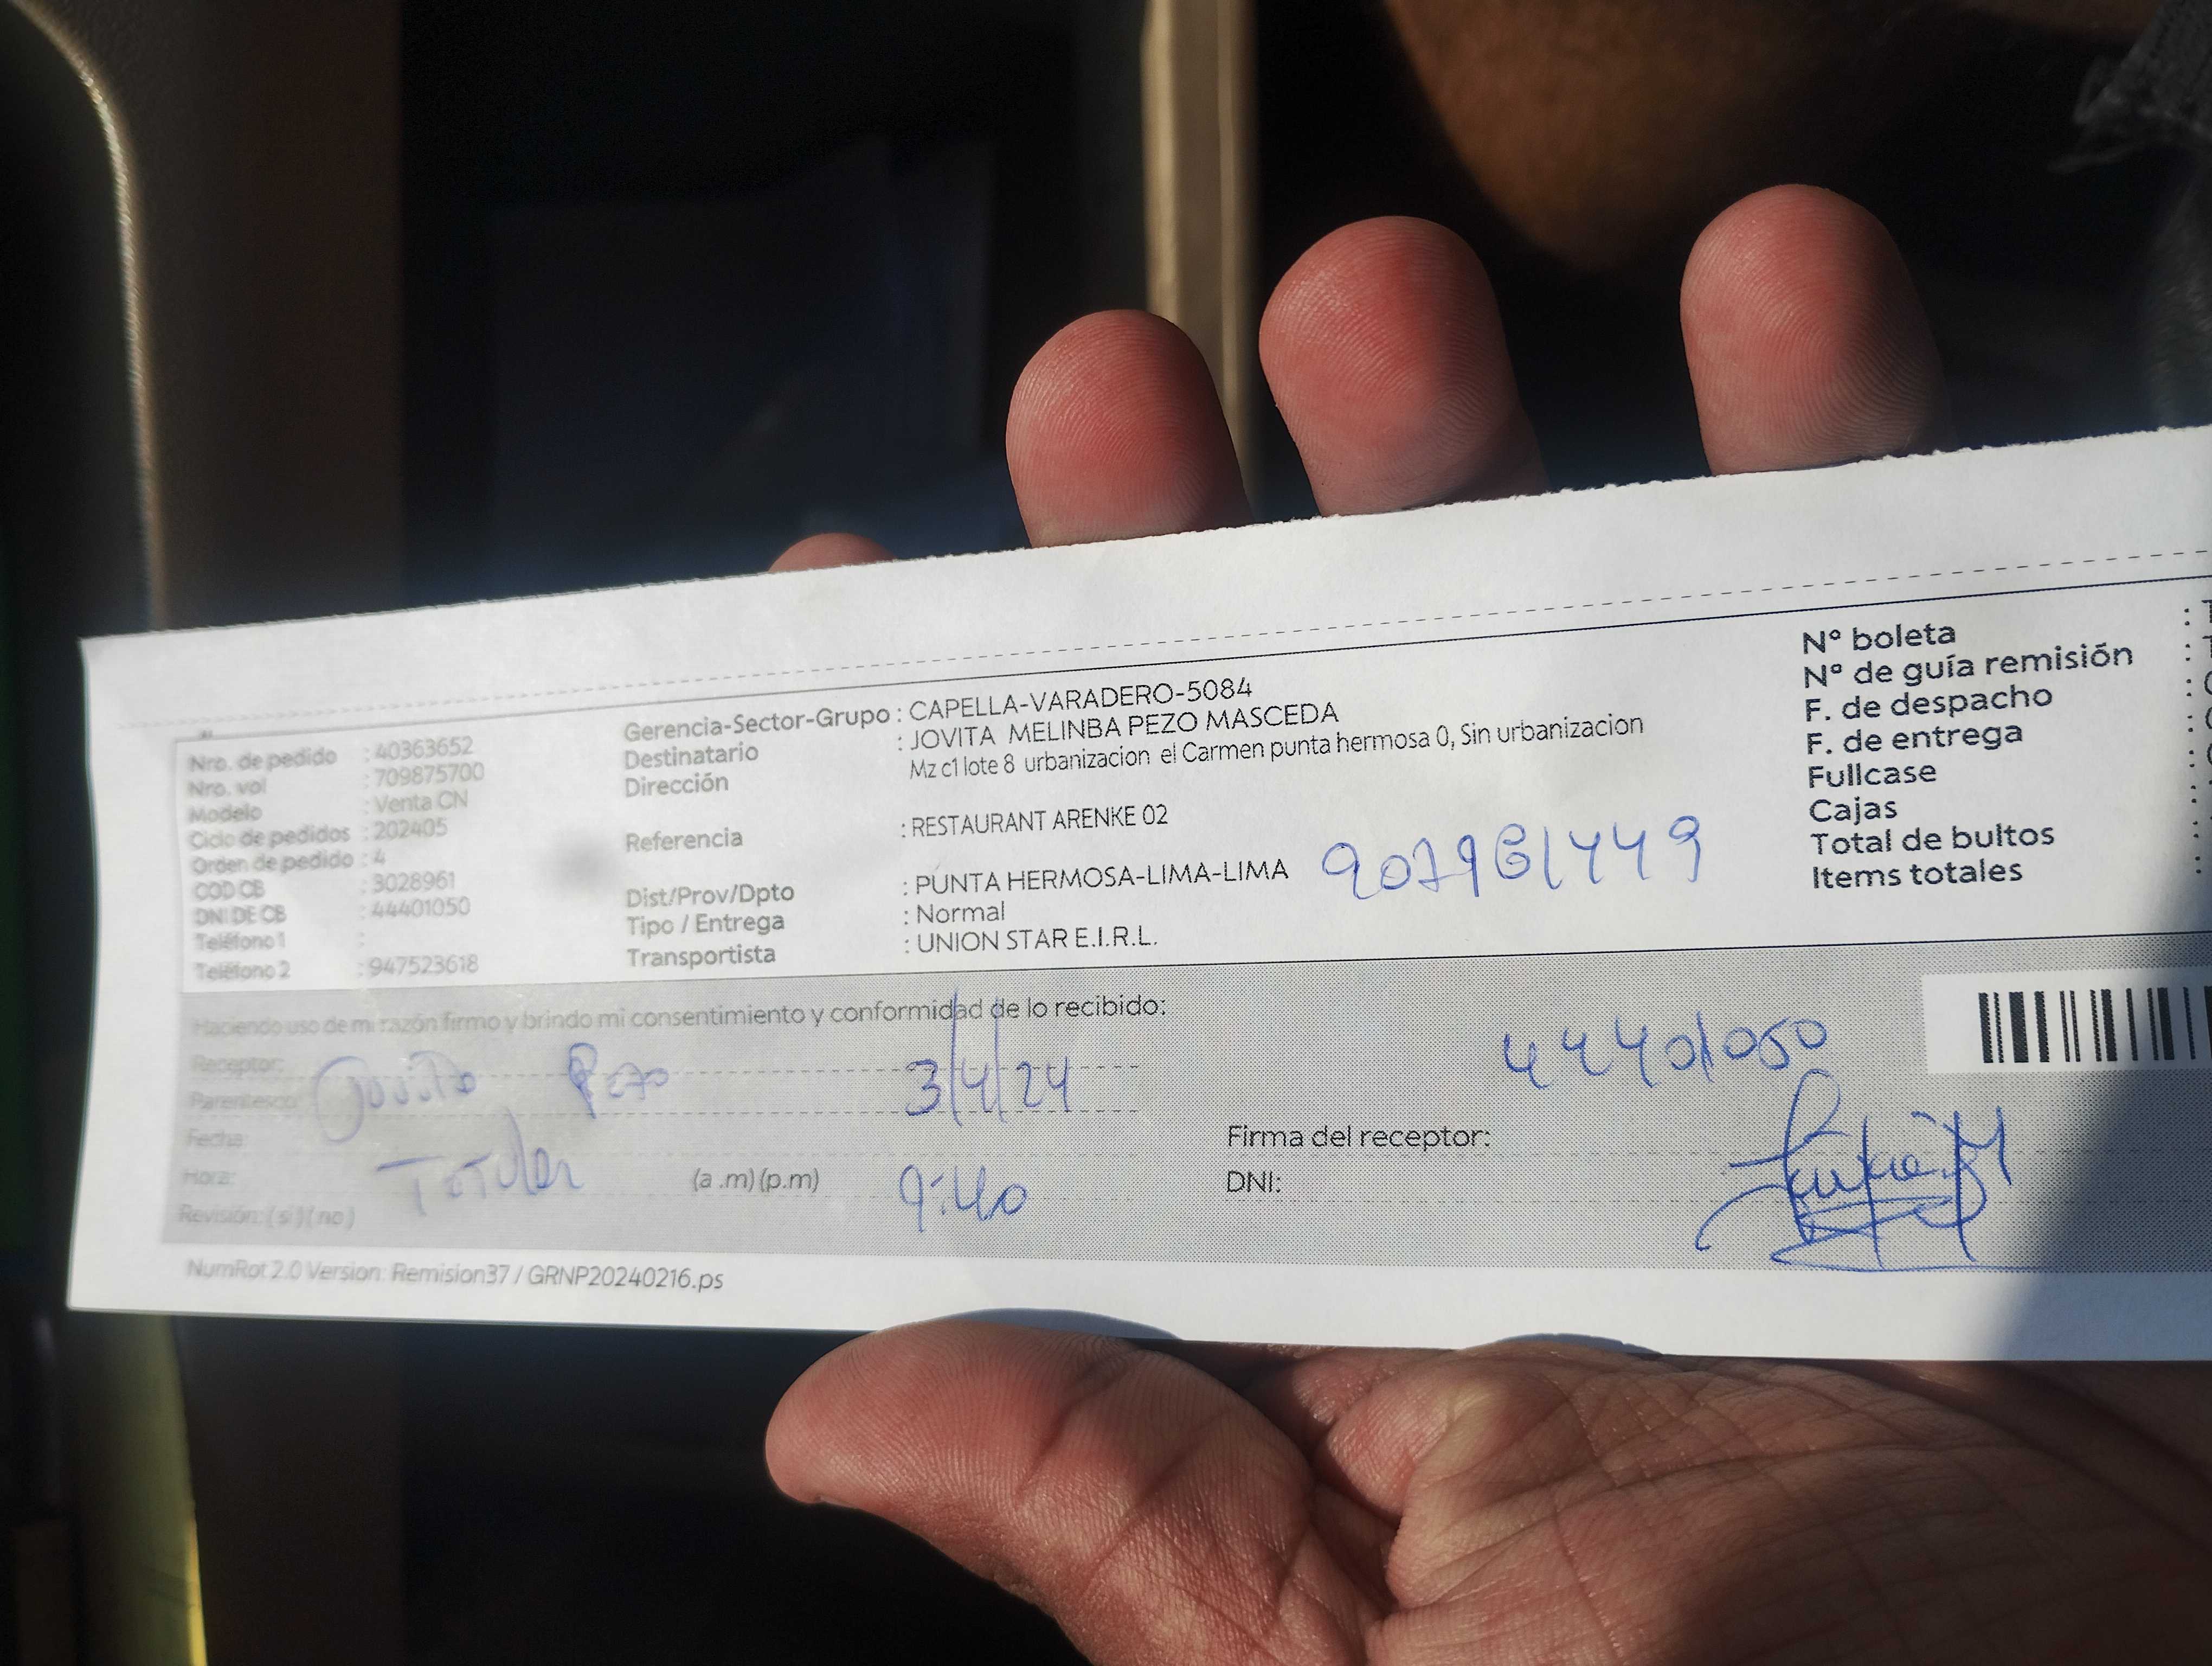 Nro. de pedido : 40363652
Nro. vol : 709875700
Modelo : Venta CN
Ciclo de pedidos : 202405
Orden de pedido : 4
COD CB : 3028961
DNI DE CB : 44401050
Teléfono 1 :
Teléfono 2 : 947523618
Gerencia-Sector-Grupo : CAPELLA-VARADERO-5084
Destinatario : JOVITA MELINBA PEZO MASCEDA
Dirección Mz c1 lote 8 urbanizacion el Carmen punta hermosa 0, Sin urbanizacion
Referencia : RESTAURANT ARENKE 02
Dist/Prov/Dpto : PUNTA HERMOSA-LIMA-LIMA
Tipo / Entrega : Normal
Transportista : UNION STAR E.I.R.L.
Nº boleta :
Nº de guía remisión :
F. de despacho :
F. de entrega :
Fullcase :
Cajas :
Total de bultos :
Items totales :
Haciendo uso de mi razón firmo y brindo mi consentimiento y conformidad de lo recibido:
Receptor:
Parentesco: Jovita Pezo 3/4/24
Fecha:
Hora: Titular (a .m) (p.m) 9:40
Revisión: ( si ) ( no )
44401050
Firma del receptor:
DNI:
NumRot 2.0 Version: Remision37 / GRNP20240216.ps